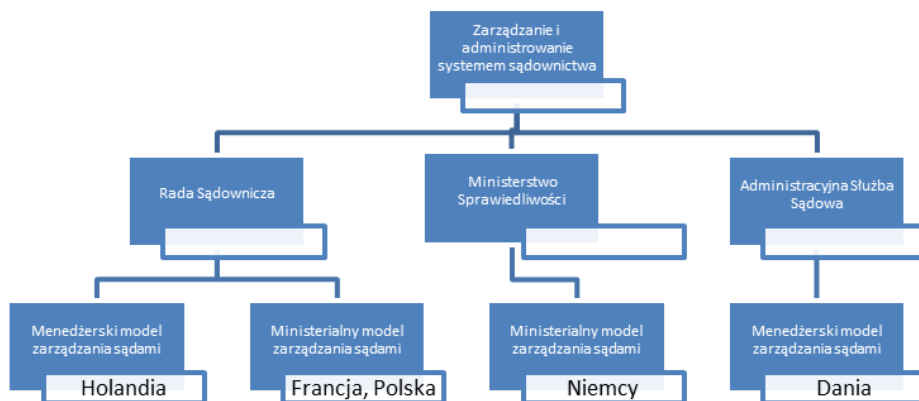 Zarządzanie i
administrowanie
systemem sądownictwa
Rada Sądownicza
Ministerstwo
Sprawiedliwości
Administracyjna Służba
Sądowa
Menedżerski model
zarządzania sądami
Holandia
Ministerialny model
zarządzania sądami
Francja, Polska
Ministerialny model
zarządzania sądami
Niemcy
Menedżerski model
zarządzania sądami
Dania